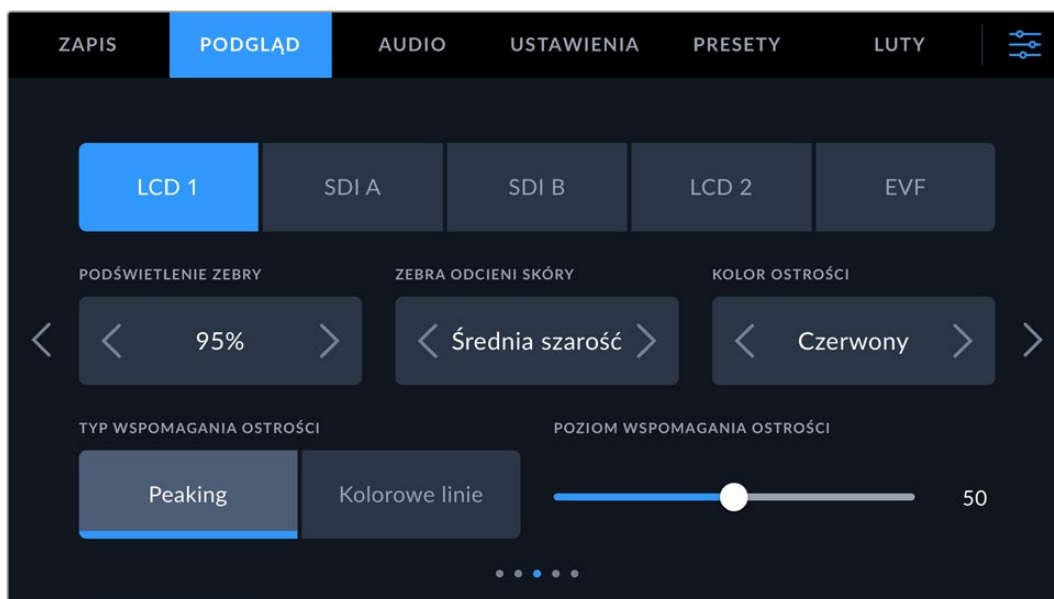 ZAPIS PODGLĄD AUDIO USTAWIENIA PRESETY LUTY
LCD 1 SDI A SDI B LCD 2 EVF
PODŚWIETLENIE ZEBRY ZEBRA ODCIENI SKÓRY KOLOR OSTROŚCI
95% Średnia szarość Czerwony
TYP WSPOMAGANIA OSTROŚCI POZIOM WSPOMAGANIA OSTROŚCI
Peaking Kolorowe linie 50